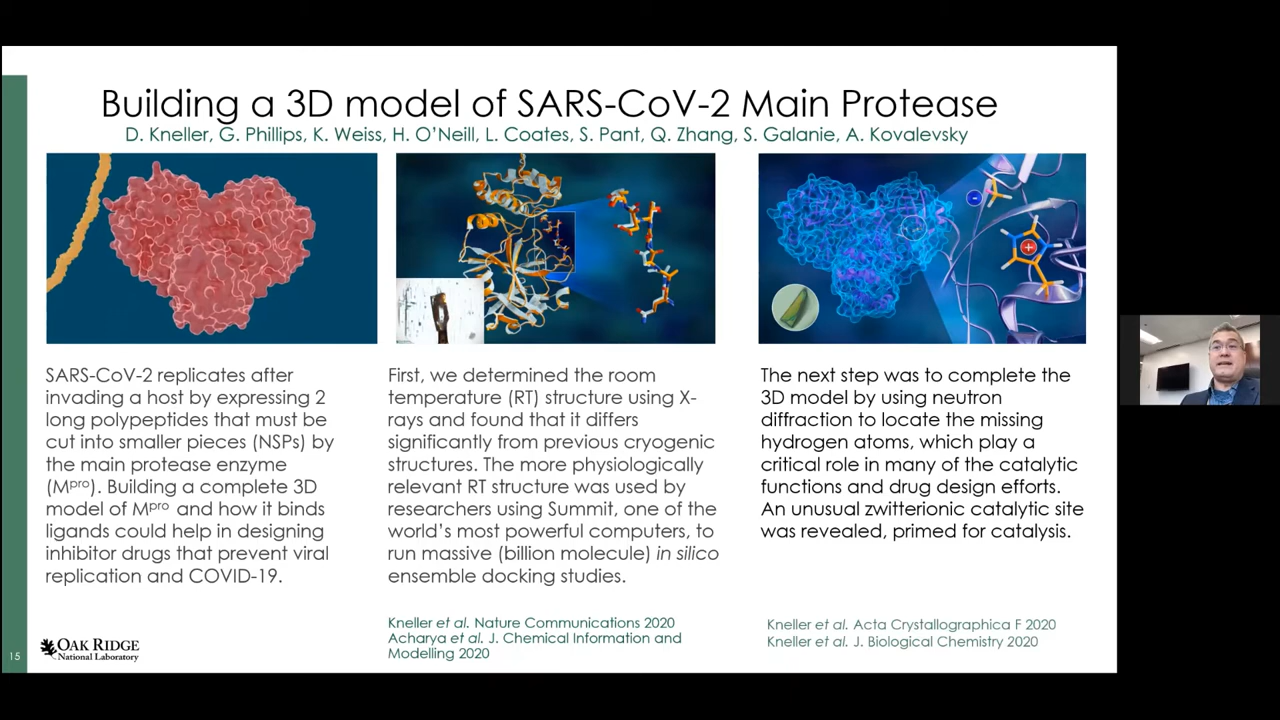 Building a 3D model of SARS-CoV-2 Main Protease
D. Kneller, G. Phillips, K. Weiss, H. O'Neill, L. Coates, S. Pant, Q. Zhang, S. Galanie, A. Kovalevsky
SARS-CoV-2 replicates after
invading a host by expressing 2
long polypeptides that must be
cut into smaller pieces (NSPs) by
the main protease enzyme
(Mᵖʳᵒ). Building a complete 3D
model of Mᵖʳᵒ and how it binds
ligands could help in designing
inhibitor drugs that prevent viral
replication and COVID-19.
First, we determined the room
temperature (RT) structure using X-
rays and found that it differs
significantly from previous cryogenic
structures. The more physiologically
relevant RT structure was used by
researchers using Summit, one of the
world's most powerful computers, to
run massive (billion molecule) in silico
ensemble docking studies.
Kneller et al. Nature Communications 2020
Acharya et al. J. Chemical Information and
Modelling 2020
The next step was to complete the
3D model by using neutron
diffraction to locate the missing
hydrogen atoms, which play a
critical role in many of the catalytic
functions and drug design efforts.
An unusual zwitterionic catalytic site
was revealed, primed for catalysis.
Kneller et al. Acta Crystallographica F 2020
Kneller et al. J. Biological Chemistry 2020
-
+
15
OAK RIDGE
National Laboratory